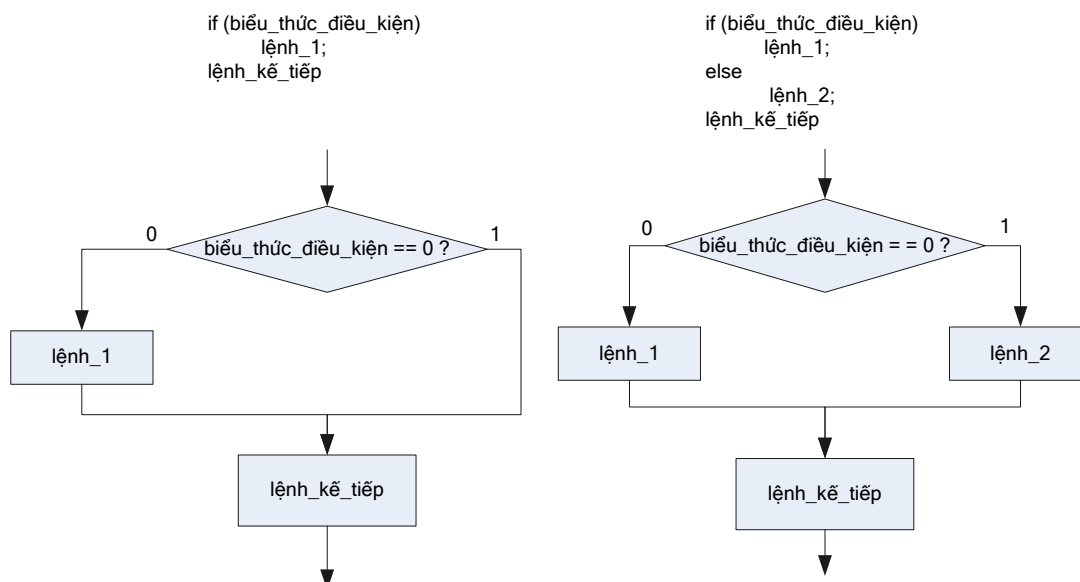 if (biểu_thức_điều_kiện)
lệnh_1;
lệnh_kế_tiếp
0
biểu_thức_điều_kiện == 0 ?
1
lệnh_1
lệnh_kế_tiếp
if (biểu_thức_điều_kiện)
lệnh_1;
else
lệnh_2;
lệnh_kế_tiếp
0
biểu_thức_điều_kiện = = 0 ?
1
lệnh_1
lệnh_2
lệnh_kế_tiếp